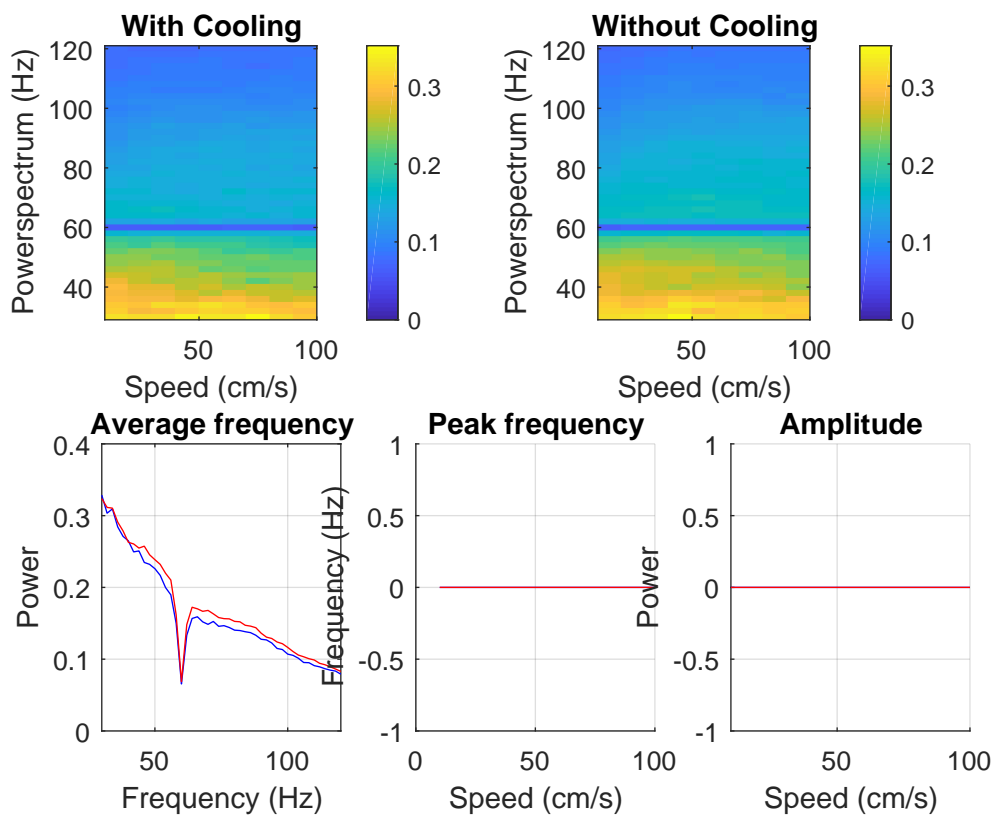 With Cooling
Without Cooling
Powerspectrum (Hz)
120
100
80
60
40
50
100
Speed (cm/s)
0.3
0.2
0.1
0
Powerspectrum (Hz)
120
100
80
60
40
50
100
Speed (cm/s)
0.3
0.2
0.1
0
Average frequency
Power
0.4
0.3
0.2
0.1
0
50
100
Frequency (Hz)
Peak frequency
Frequency (Hz)
1
0.5
0
-0.5
-1
0
50
100
Speed (cm/s)
Amplitude
Power
1
0.5
0
-0.5
-1
50
100
Speed (cm/s)